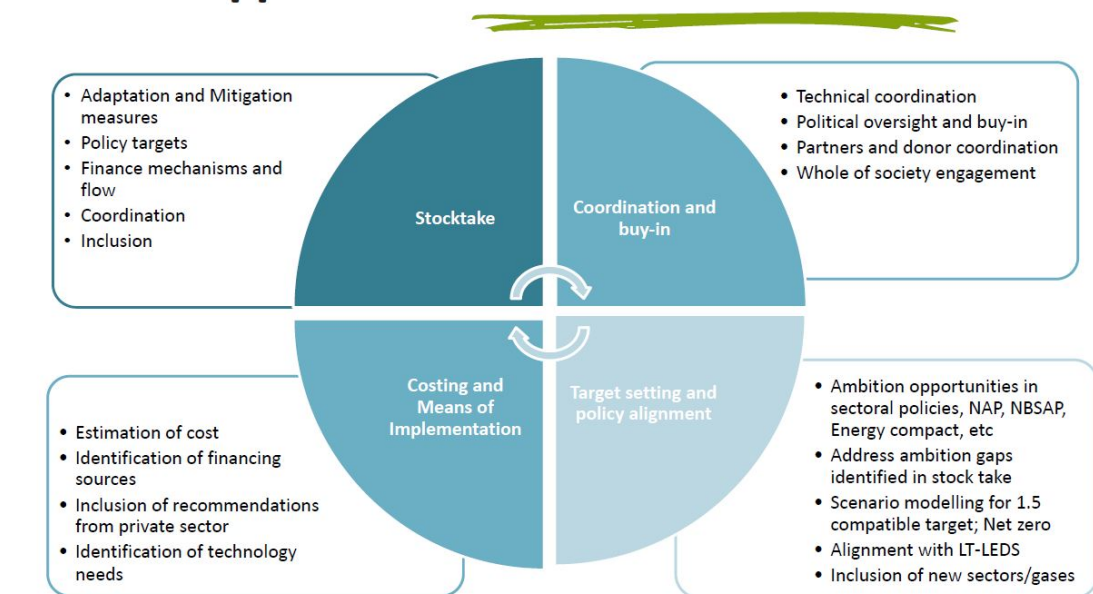 • Adaptation and Mitigation
measures
• Policy targets
• Finance mechanisms and
flow
• Coordination
• Inclusion
Stocktake
Coordination and
buy-in
• Technical coordination
• Political oversight and buy-in
• Partners and donor coordination
• Whole of society engagement
• Estimation of cost
• Identification of financing
sources
• Inclusion of recommendations
from private sector
• Identification of technology
needs
Costing and
Means of
Implementation
Target setting and
policy alignment
• Ambition opportunities in
sectoral policies, NAP, NBSAP,
Energy compact, etc
• Address ambition gaps
identified in stock take
• Scenario modelling for 1.5
compatible target; Net zero
• Alignment with LT-LEDS
• Inclusion of new sectors/gases